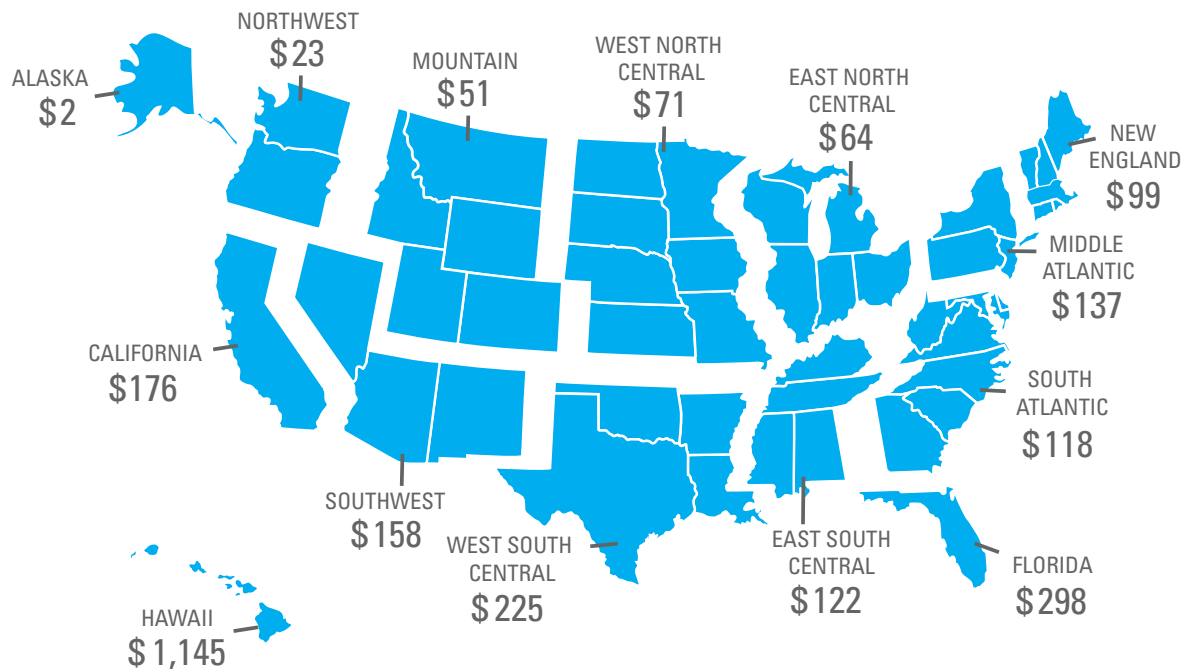 NORTHWEST
$23
ALASKA
$2
MOUNTAIN
$51
WEST NORTH
CENTRAL
$71
EAST NORTH
CENTRAL
$64
NEW
ENGLAND
$99
MIDDLE
ATLANTIC
$137
CALIFORNIA
$176
SOUTH
ATLANTIC
$118
SOUTHWEST
$158
WEST SOUTH
CENTRAL
$225
EAST SOUTH
CENTRAL
$122
FLORIDA
$298
HAWAII
$1,145